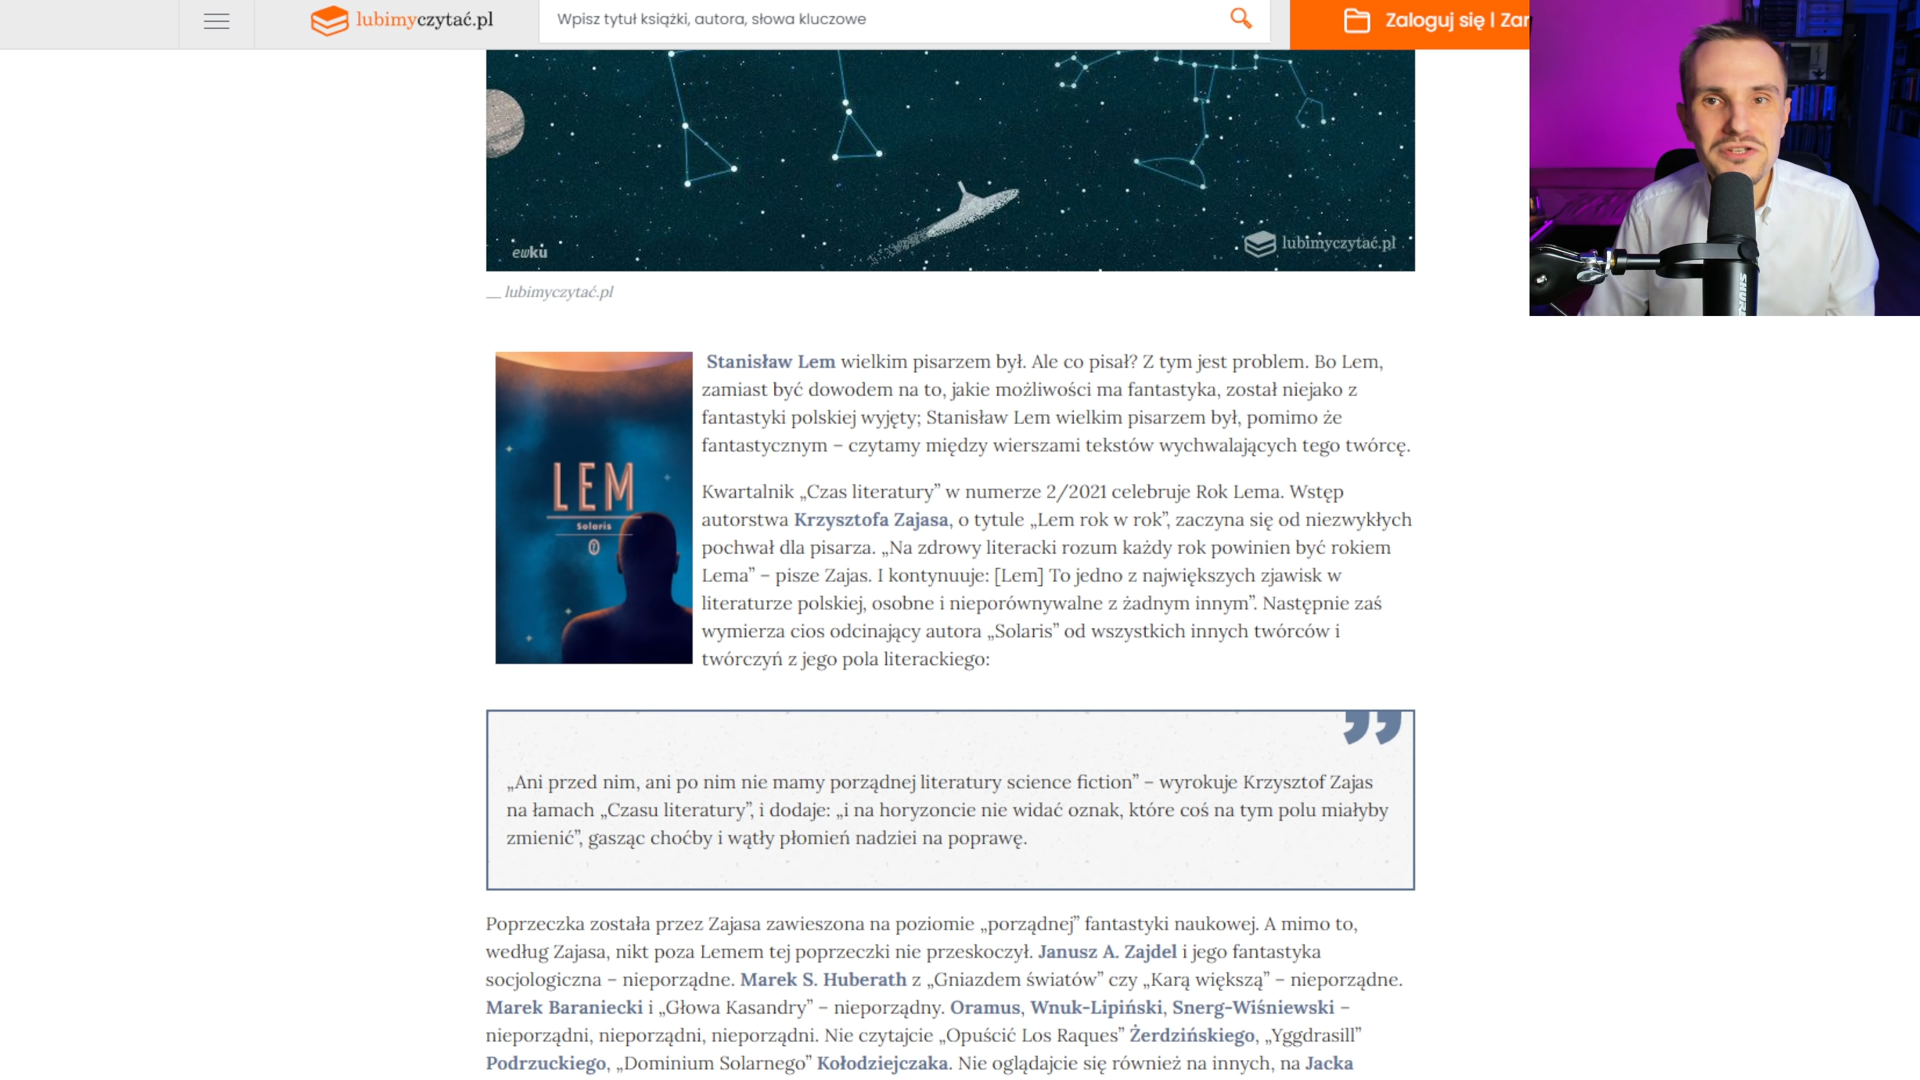 lubimyczytać.pl
Wpisz tytuł książki, autora, słowa kluczowe
Zaloguj się | Zar
ewku
lubimyczytać.pl
__ lubimyczytać.pl
LEM
Solaris
Stanisław Lem wielkim pisarzem był. Ale co pisał? Z tym jest problem. Bo Lem,
zamiast być dowodem na to, jakie możliwości ma fantastyka, został niejako z
fantastyki polskiej wyjęty; Stanisław Lem wielkim pisarzem był, pomimo że
fantastycznym – czytamy między wierszami tekstów wychwalających tego twórcę.
Kwartalnik „Czas literatury” w numerze 2/2021 celebruje Rok Lema. Wstęp
autorstwa Krzysztofa Zajasa, o tytule „Lem rok w rok”, zaczyna się od niezwykłych
pochwał dla pisarza. „Na zdrowy literacki rozum każdy rok powinien być rokiem
Lema” – pisze Zajas. I kontynuuje: [Lem] To jedno z największych zjawisk w
literaturze polskiej, osobne i nieporównywalne z żadnym innym”. Następnie zaś
wymierza cios odcinający autora „Solaris” od wszystkich innych twórców i
twórczyń z jego pola literackiego:
”
„Ani przed nim, ani po nim nie mamy porządnej literatury science fiction” – wyrokuje Krzysztof Zajas
na łamach „Czasu literatury”, i dodaje: „i na horyzoncie nie widać oznak, które coś na tym polu miałyby
zmienić”, gasząc choćby i wątły płomień nadziei na poprawę.
Poprzeczka została przez Zajasa zawieszona na poziomie „porządnej” fantastyki naukowej. A mimo to,
według Zajasa, nikt poza Lemem tej poprzeczki nie przeskoczył. Janusz A. Zajdel i jego fantastyka
socjologiczna – nieporządne. Marek S. Huberath z „Gniazdem światów” czy „Karą większą” – nieporządne.
Marek Baraniecki i „Głowa Kasandry” – nieporządny. Oramus, Wnuk-Lipiński, Snerg-Wiśniewski –
nieporządni, nieporządni, nieporządni. Nie czytajcie „Opuścić Los Raques” Żerdzińskiego, „Yggdrasill”
Podrzuckiego, „Dominium Solarnego” Kołodziejczaka. Nie oglądajcie się również na innych, na Jacka
SHURE